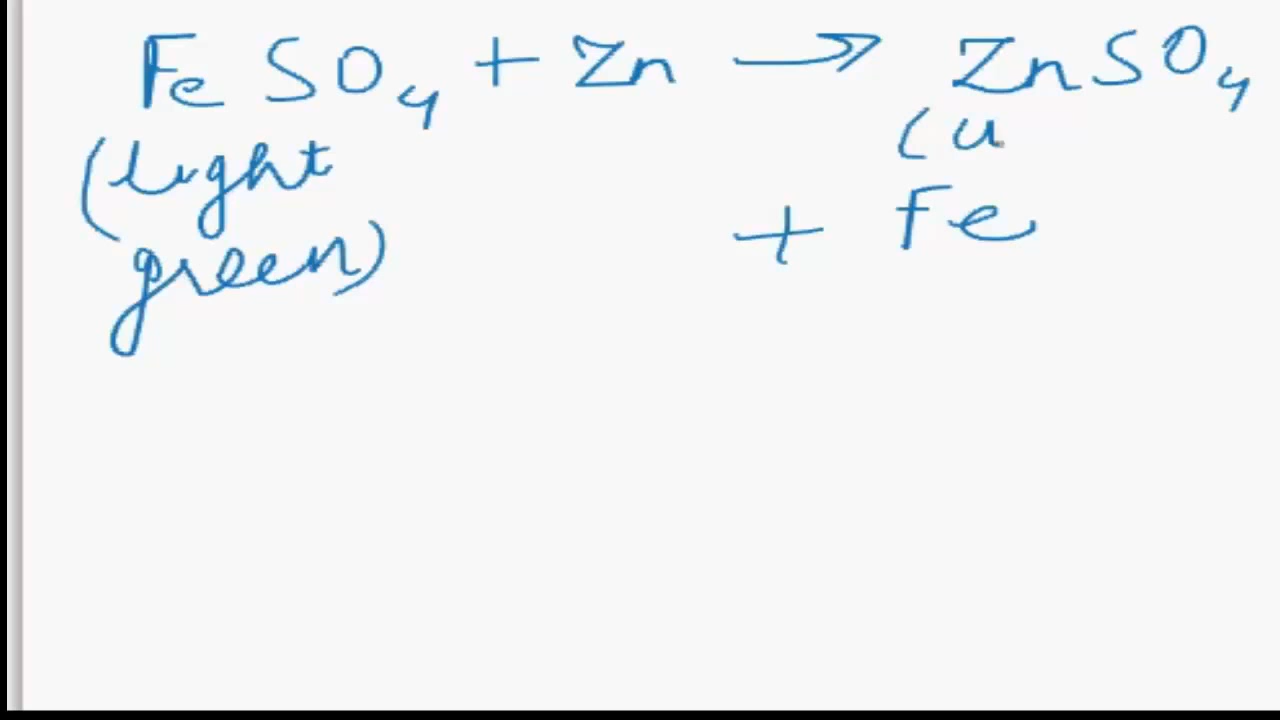 FeSO₄ + Zn → ZnSO₄
(light
green)
(u
+ Fe